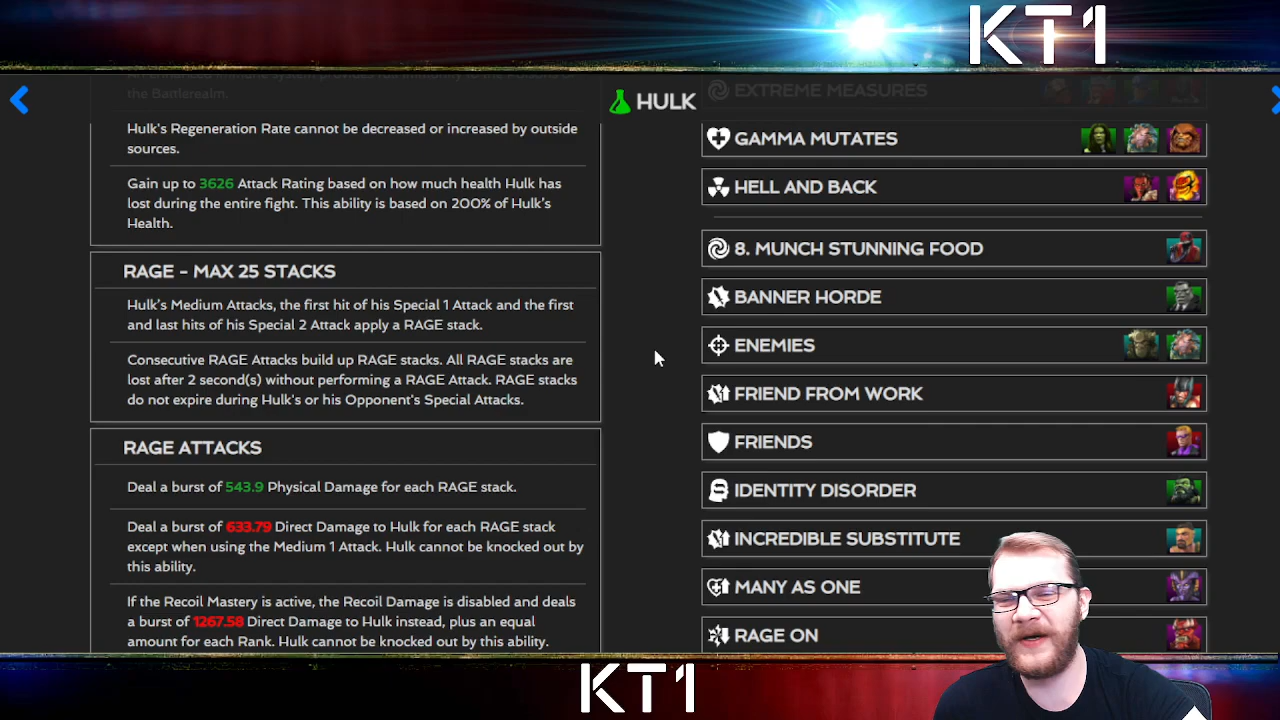 KT1
HULK
the Battlerealm.
Hulk's Regeneration Rate cannot be decreased or increased by outside
sources.
Gain up to 3626 Attack Rating based on how much health Hulk has
lost during the entire fight. This ability is based on 200% of Hulk's
Health.
RAGE – MAX 25 STACKS
Hulk's Medium Attacks, the first hit of his Special 1 Attack and the first
and last hits of his Special 2 Attack apply a RAGE stack.
Consecutive RAGE Attacks build up RAGE stacks. All RAGE stacks are
lost after 2 second(s) without performing a RAGE Attack. RAGE stacks
do not expire during Hulk's or his Opponent's Special Attacks.
RAGE ATTACKS
Deal a burst of 543.9 Physical Damage for each RAGE stack.
Deal a burst of 633.79 Direct Damage to Hulk for each RAGE stack
except when using the Medium 1 Attack. Hulk cannot be knocked out by
this ability.
If the Recoil Mastery is active, the Recoil Damage is disabled and deals
a burst of 1267.58 Direct Damage to Hulk instead, plus an equal
amount for each Rank. Hulk cannot be knocked out by this ability.
EXTREME MEASURES
GAMMA MUTATES
HELL AND BACK
8. MUNCH STUNNING FOOD
BANNER HORDE
ENEMIES
FRIEND FROM WORK
FRIENDS
IDENTITY DISORDER
INCREDIBLE SUBSTITUTE
MANY AS ONE
RAGE ON
KT1